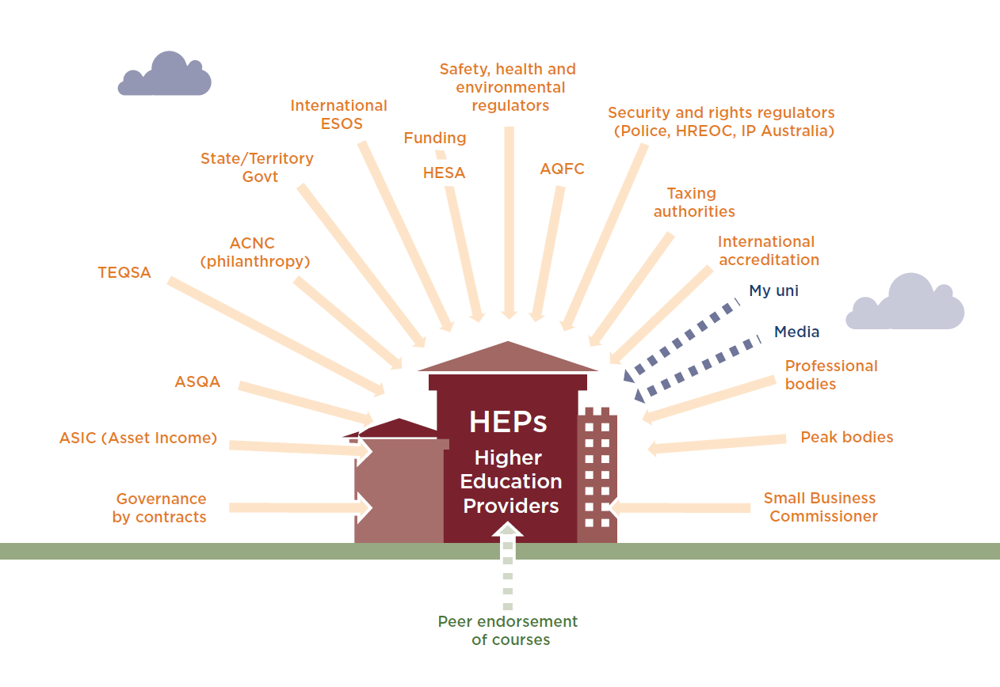 Safety, health and
environmental
regulators
International
ESOS
Security and rights regulators
(Police, HREOC, IP Australia)
Funding
HESA
State/Territory
Govt
AQFC
Taxing
authorities
ACNC
(philanthropy)
International
accreditation
TEQSA
My uni
Media
Professional
bodies
ASQA
ASIC (Asset Income)
Peak bodies
Governance
by contracts
Small Business
Commissioner
HEPs
Higher
Education
Providers
Peer endorsement
of courses